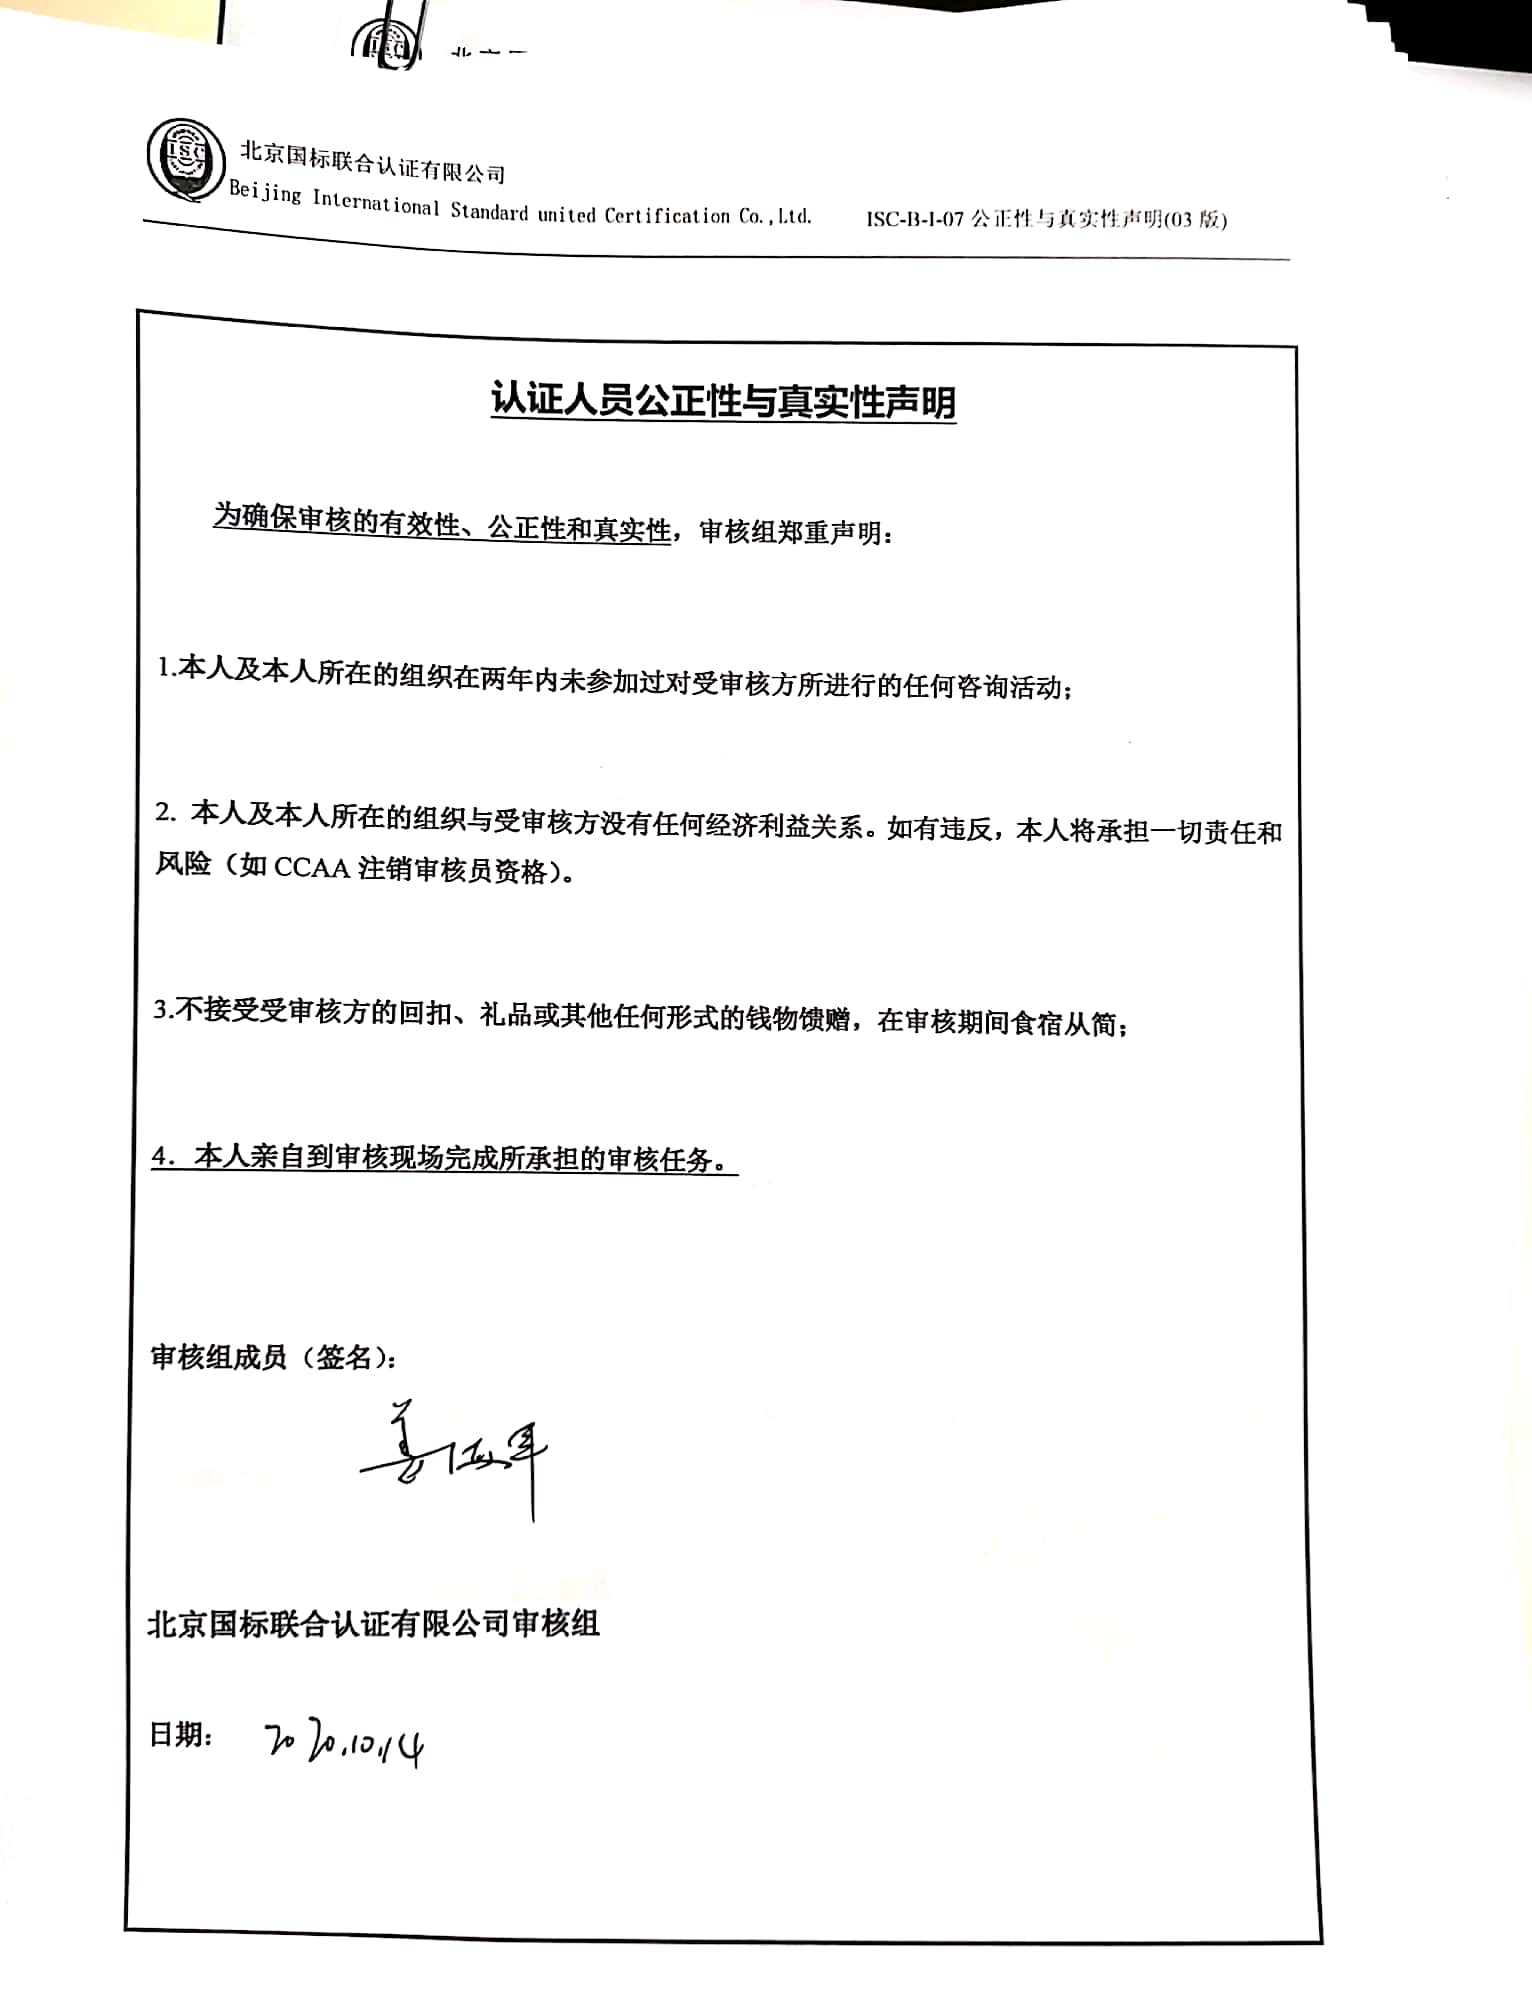 北京国标联合认证有限公司
Beijing International Standard united Certification Co.,Ltd. ISC-B-I-07 公正性与真实性声明(03 版)
ISC
认证人员公正性与真实性声明
为确保审核的有效性、公正性和真实性，审核组郑重声明：
1.本人及本人所在的组织在两年内未参加过对受审核方所进行的任何咨询活动；
2. 本人及本人所在的组织与受审核方没有任何经济利益关系。如有违反，本人将承担一切责任和
风险（如 CCAA 注销审核员资格）。
3.不接受受审核方的回扣、礼品或其他任何形式的钱物馈赠，在审核期间食宿从简；
4. 本人亲自到审核现场完成所承担的审核任务。
审核组成员（签名）：
北京国标联合认证有限公司审核组
日期： 2020.10.14